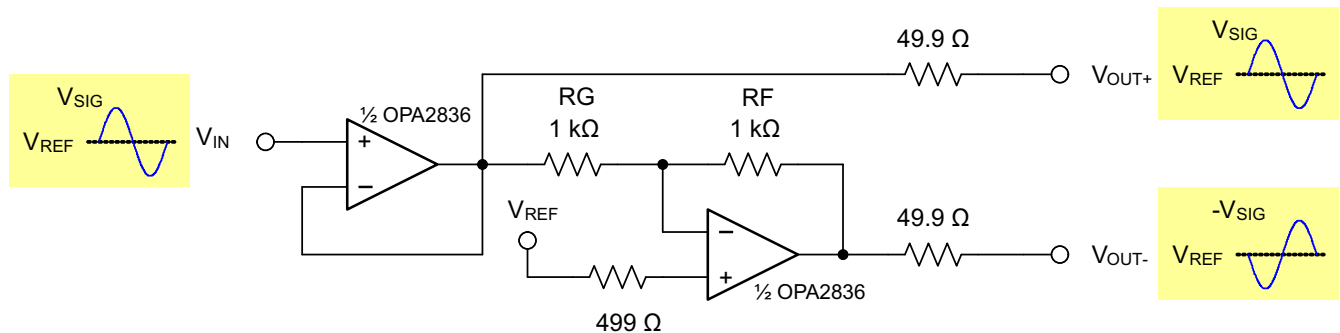 VSIG
VREF
VIN
+
−
½ OPA2836
RG
1 kΩ
RF
1 kΩ
VREF
499 Ω
−
+
½ OPA2836
49.9 Ω
VOUT+
VSIG
VREF
49.9 Ω
VOUT-
-VSIG
VREF